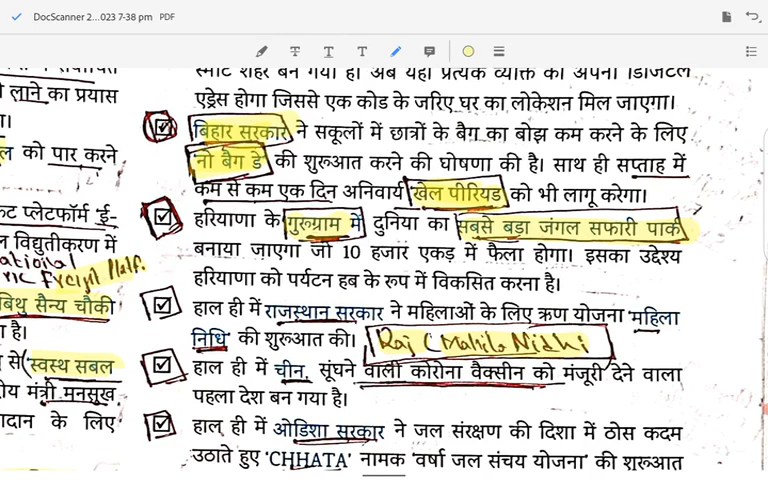 DocScanner 2...023 7-38 pm PDF
लाने का प्रयास
ता।
ल को पार करने
कट प्लेटफॉर्म 'ई-
ल विद्युतीकरण में
बिथु सैन्य चौकी
ा है।
से 'स्वस्थ सबल
रीय मंत्री मनसुख
ादान के लिए
स्मार्ट शहर बन गया है। अब यहां प्रत्येक व्यक्ति का अपना डिजिटल
एड्रेस होगा जिससे एक कोड के जरिए घर का लोकेशन मिल जाएगा।
बिहार सरकार ने सकूलों में छात्रों के बैग का बोझ कम करने के लिए
'नो बैग डे' की शुरूआत करने की घोषणा की है। साथ ही सप्ताह में
कम से कम एक दिन अनिवार्य 'खेल पीरियड' को भी लागू करेगा।
हरियाणा के गुरूग्राम में दुनिया का सबसे बड़ा जंगल सफारी पार्क
बनाया जाएगा जो 10 हजार एकड़ में फैला होगा। इसका उद्देश्य
हरियाणा को पर्यटन हब के रूप में विकसित करना है।
हाल ही में राजस्थान सरकार ने महिलाओं के लिए ऋण योजना 'महिला
निधि' की शुरूआत की। Raj (Mahila Nidhi
हाल ही में चीन, सूंघने वाली कोरोना वैक्सीन को मंजूरी देने वाला
पहला देश बन गया है।
हाल ही में ओडिशा सरकार ने जल संरक्षण की दिशा में ठोस कदम
उठाते हुए 'CHHATA' नामक 'वर्षा जल संचय योजना' की शुरूआत